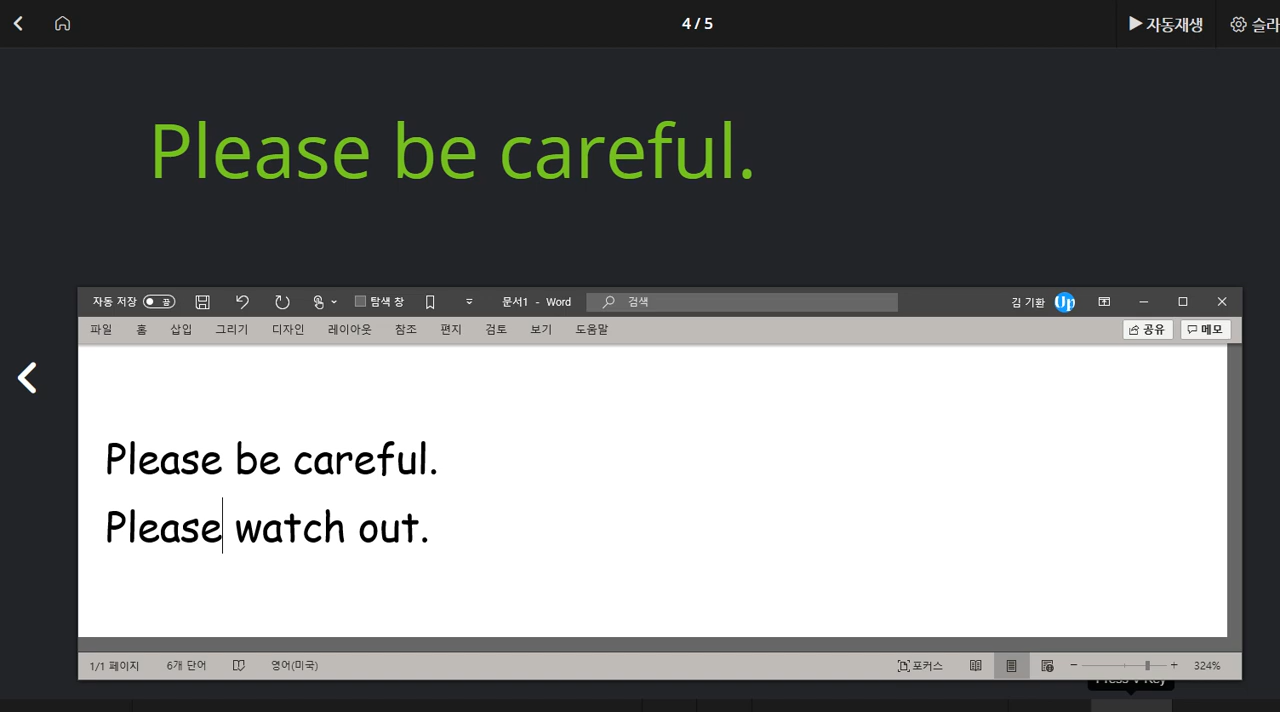 4 / 5
자동재생
슬라
Please be careful.
자동 저장 끔
탐색 창
문서1 - Word
검색
김 기환
Up
파일 홈 삽입 그리기 디자인 레이아웃 참조 편지 검토 보기 도움말
공유 메모
Please be careful.
Please watch out.
1/1 페이지 6개 단어 영어(미국)
포커스
324%
Press V Key